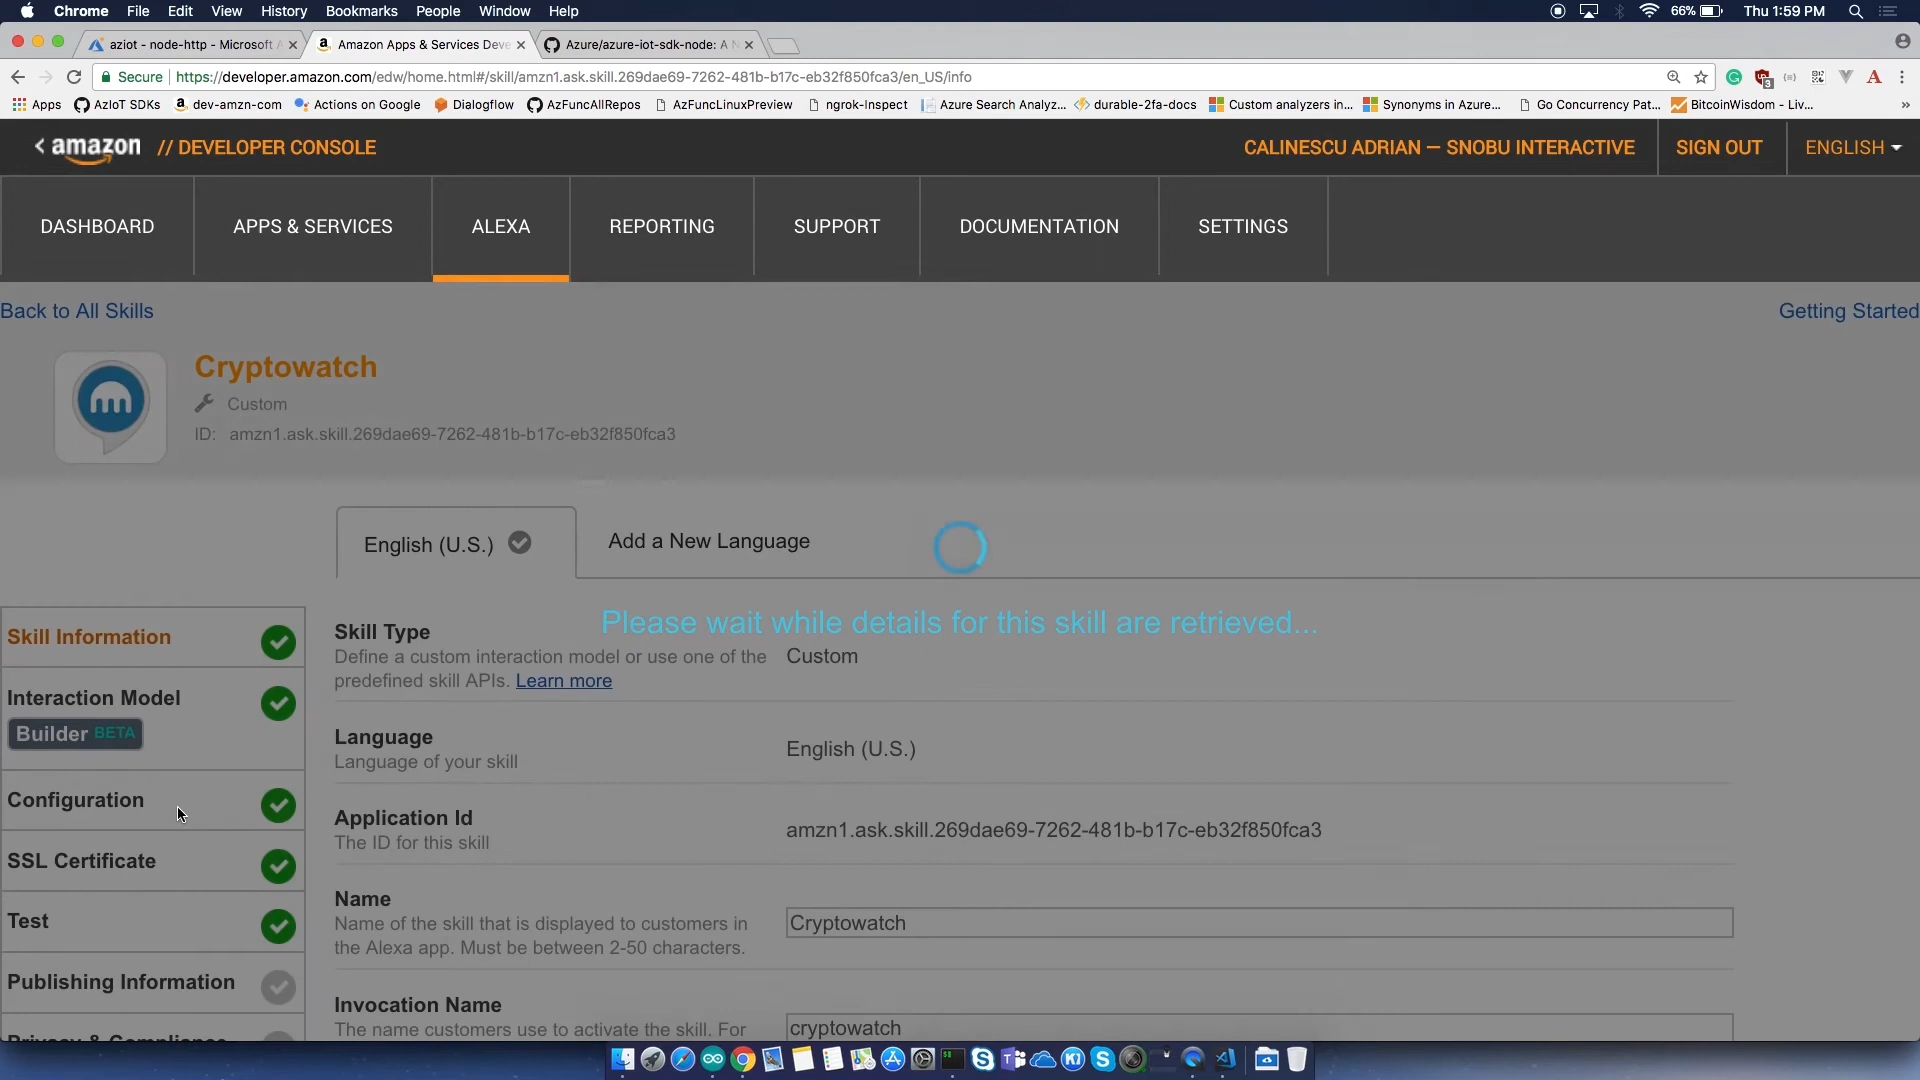 Chrome File Edit View History Bookmarks People Window Help 66% Thu 1:59 PM
aziot - node-http - Microsoft A
Amazon Apps & Services Deve
Azure/azure-iot-sdk-node: A N
Secure https://developer.amazon.com/edw/home.html#/skill/amzn1.ask.skill.269dae69-7262-481b-b17c-eb32f850fca3/en_US/info
Apps AzIoT SDKs dev-amzn-com Actions on Google Dialogflow AzFuncAllRepos AzFuncLinuxPreview ngrok-Inspect Azure Search Analyz... durable-2fa-docs Custom analyzers in... Synonyms in Azure... Go Concurrency Pat... BitcoinWisdom - Liv... »
amazon // DEVELOPER CONSOLE CALINESCU ADRIAN — SNOBU INTERACTIVE SIGN OUT ENGLISH
DASHBOARD APPS & SERVICES ALEXA REPORTING SUPPORT DOCUMENTATION SETTINGS
Back to All Skills Getting Started
Cryptowatch
Custom
ID: amzn1.ask.skill.269dae69-7262-481b-b17c-eb32f850fca3
English (U.S.) Add a New Language
Please wait while details for this skill are retrieved...
Skill Information
Interaction Model
Builder BETA
Configuration
SSL Certificate
Test
Publishing Information
Privacy & Compliance
Skill Type
Define a custom interaction model or use one of the
predefined skill APIs. Learn more
Custom
Language
Language of your skill
English (U.S.)
Application Id
The ID for this skill
amzn1.ask.skill.269dae69-7262-481b-b17c-eb32f850fca3
Name
Name of the skill that is displayed to customers in
the Alexa app. Must be between 2-50 characters.
Cryptowatch
Invocation Name
The name customers use to activate the skill. For
cryptowatch